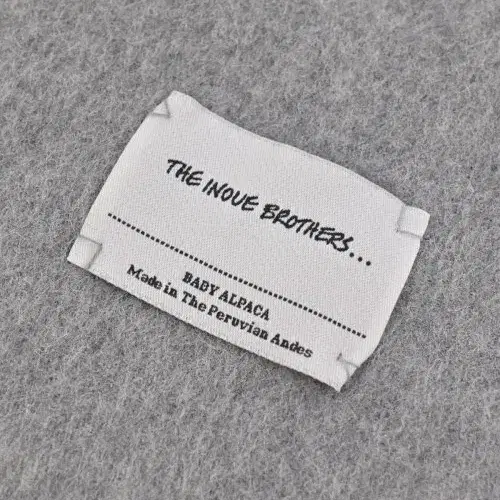 THE INOUE BROTHERS...
BABY ALPACA
Made in The Peruvian Andes